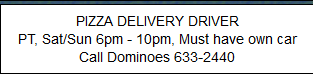 PIZZA DELIVERY DRIVER
PT, Sat/Sun 6pm - 10pm, Must have own car
Call Dominoes 633-2440